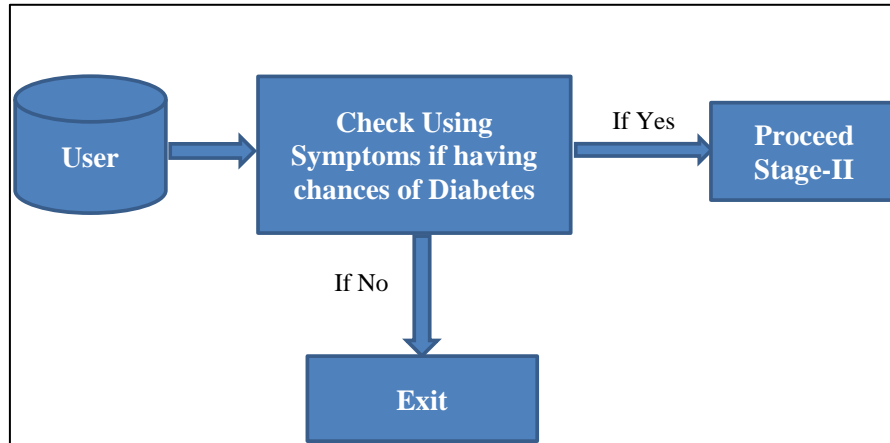 User
Check Using
Symptoms if having
chances of Diabetes
If Yes
Proceed
Stage-II
If No
Exit